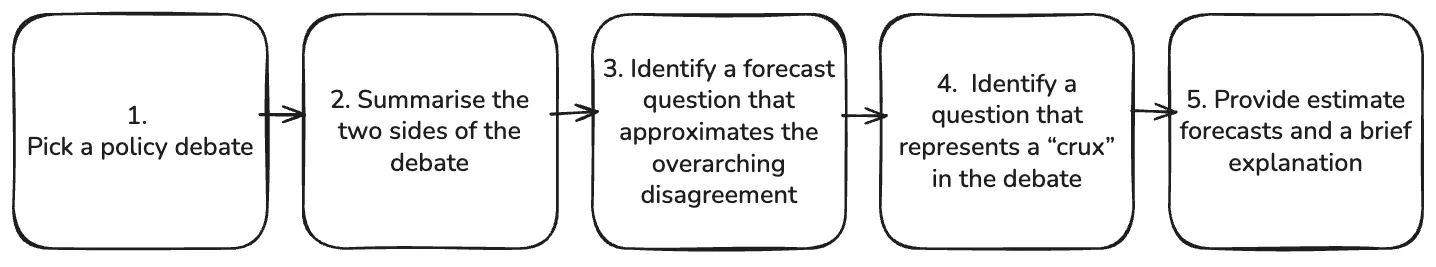 1.
Pick a policy debate
2. Summarise the
two sides of the
debate
3. Identify a forecast
question that
approximates the
overarching
disagreement
4. Identify a
question that
represents a “crux”
in the debate
5. Provide estimate
forecasts and a brief
explanation